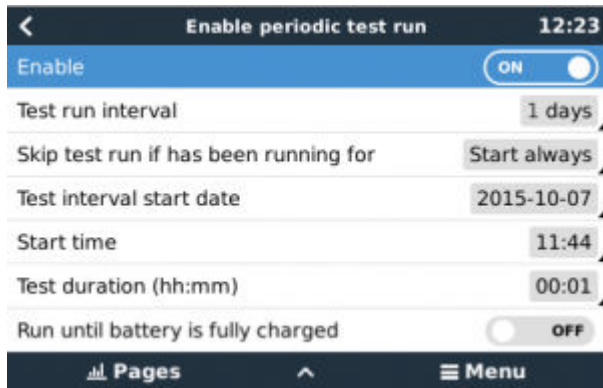 Enable periodic test run 12:23
Enable ON
Test run interval 1 days
Skip test run if has been running for Start always
Test interval start date 2015-10-07
Start time 11:44
Test duration (hh:mm) 00:01
Run until battery is fully charged OFF
Pages Menu